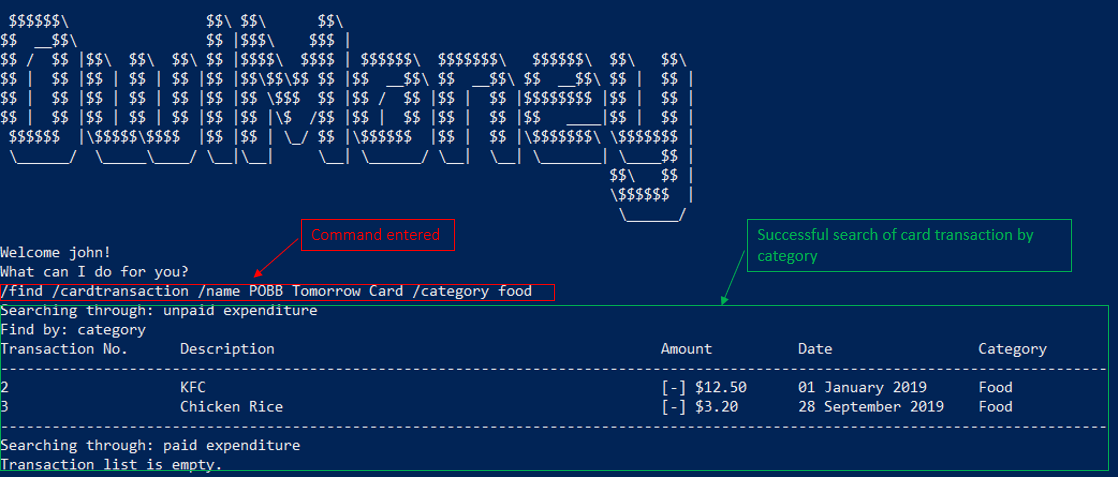 $$$$$$\                $$\ $$\      $$\
$$  __$$\               $$ |$$$\    $$$ |
$$ /  $$ |$$\  $$\  $$\ $$ |$$$$\  $$$$ | $$$$$$\  $$$$$$$\   $$$$$$\  $$\   $$\
$$ |  $$ |$$ | $$ | $$ |$$ |$$\$$\$$ $$ |$$  __$$\ $$  __$$\ $$  __$$\ $$ |  $$ |
$$ |  $$ |$$ | $$ | $$ |$$ |$$ \$$$  $$ |$$ /  $$ |$$ |  $$ |$$$$$$$$ |$$ |  $$ |
$$ |  $$ |$$ | $$ | $$ |$$ |$$ |\$  /$$ |$$ |  $$ |$$ |  $$ |$$   ____|$$ |  $$ |
 $$$$$$  |\$$$$$\$$$$  |$$ |$$ | \_/ $$ |\$$$$$$  |$$ |  $$ |\$$$$$$$\ \$$$$$$$ |
 \______/  \_____\____/ \__|\__|     \__| \______/ \__|  \__| \_______| \____$$ |
                                                                       $$\   $$ |
                                                                       \$$$$$$  |
                                                                        \______/
Command entered
Successful search of card transaction by
category
Welcome john!
What can I do for you?
/find /cardtransaction /name POBB Tomorrow Card /category food
Searching through: unpaid expenditure
Find by: category
Transaction No. Description Amount Date Category
2 KFC [-] $12.50 01 January 2019 Food
3 Chicken Rice [-] $3.20 28 September 2019 Food
Searching through: paid expenditure
Transaction list is empty.